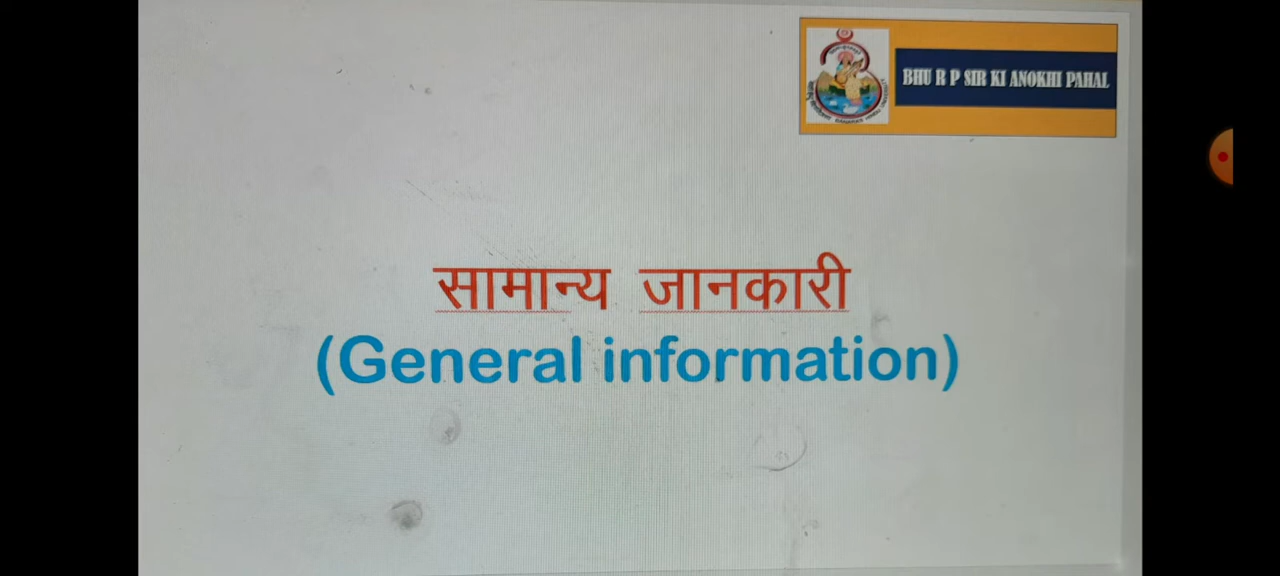 BHU R P SIR KI ANOKHI PAHAL
सामान्य जानकारी
(General information)